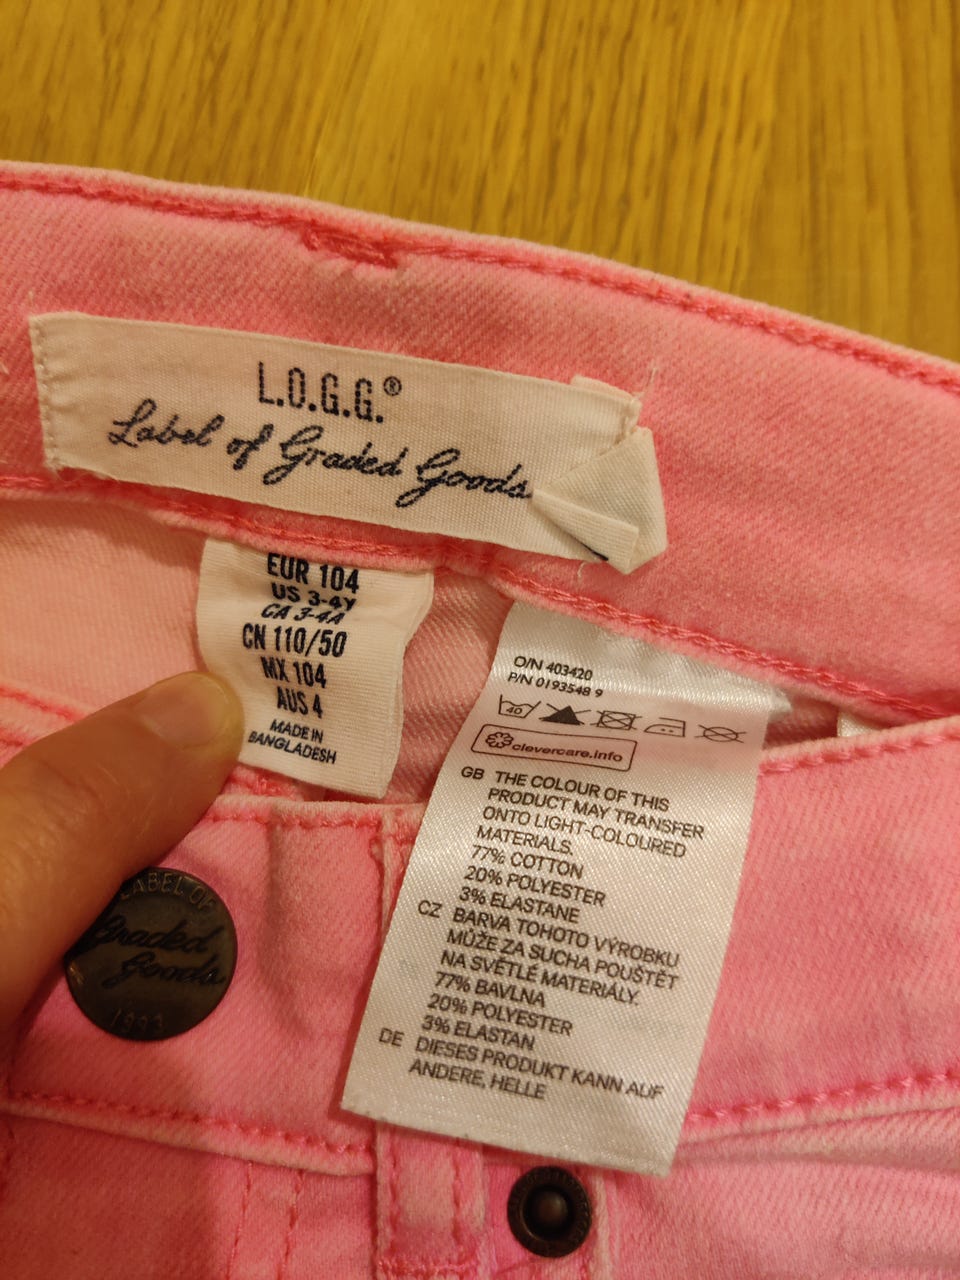 L.O.G.G.®
Label of Graded Goods
EUR 104
US 3-4Y
CA 3-4A
CN 110/50
MX 104
AUS 4
MADE IN
BANGLADESH
O/N 403420
P/N 0193548 9
40
clevercare.info
GB THE COLOUR OF THIS
PRODUCT MAY TRANSFER
ONTO LIGHT-COLOURED
MATERIALS.
77% COTTON
20% POLYESTER
3% ELASTANE
CZ BARVA TOHOTO VÝROBKU
MŮŽE ZA SUCHA POUŠTĚT
NA SVĚTLÉ MATERIÁLY.
77% BAVLNA
20% POLYESTER
3% ELASTAN
DE DIESES PRODUKT KANN AUF
ANDERE, HELLE
LABEL OF
Graded
Goods
1993